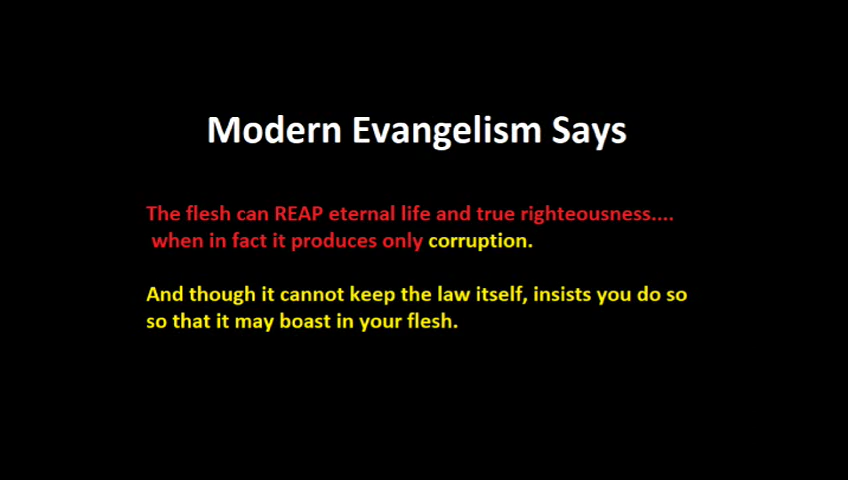 Modern Evangelism Says
The flesh can REAP eternal life and true righteousness....
when in fact it produces only corruption.
And though it cannot keep the law itself, insists you do so
so that it may boast in your flesh.